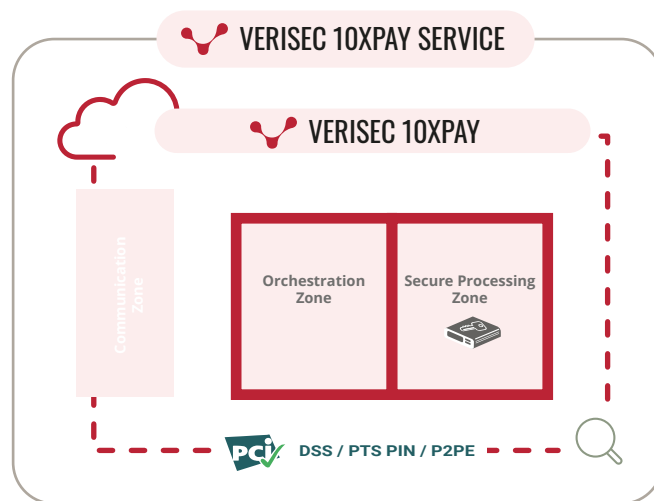 VERISEC 10XPAY SERVICE
VERISEC 10XPAY
Communication
Zone
Orchestration
Zone
Secure Processing
Zone
PCi DSS / PTS PIN / P2PE